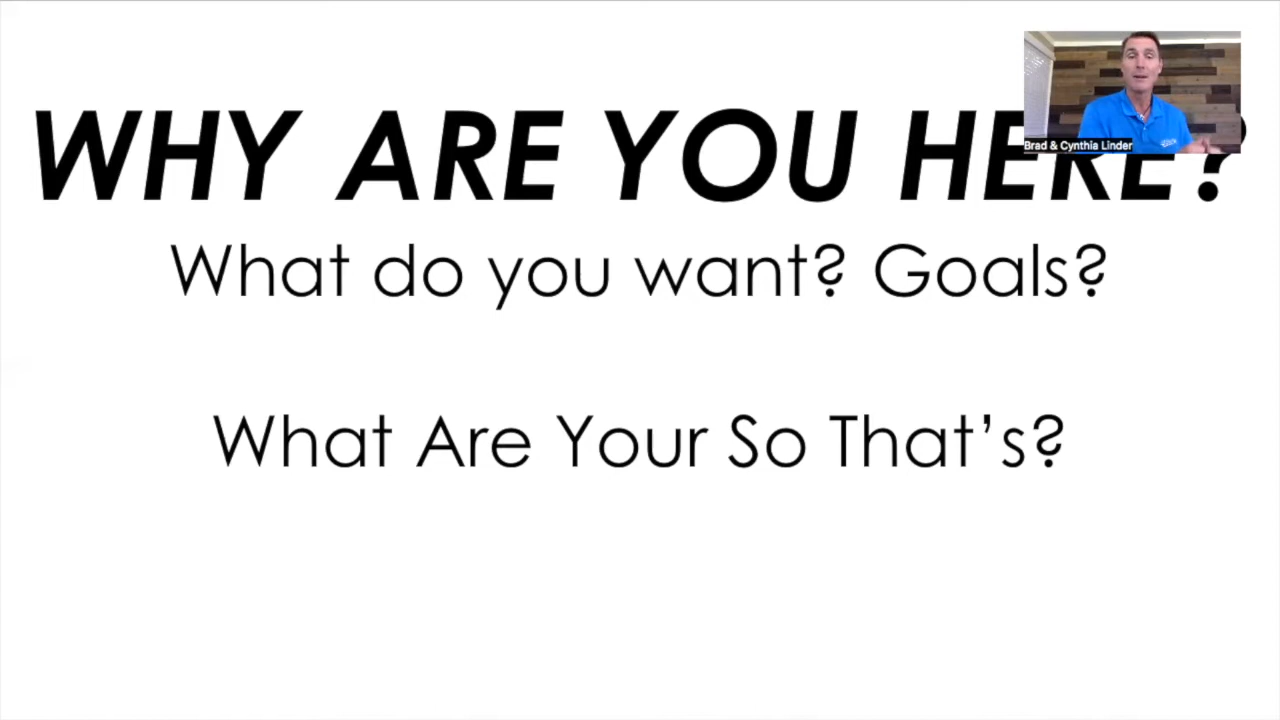 WHY ARE YOU HERE?
Brad & Cynthia Linder
What do you want? Goals?
What Are Your So That’s?